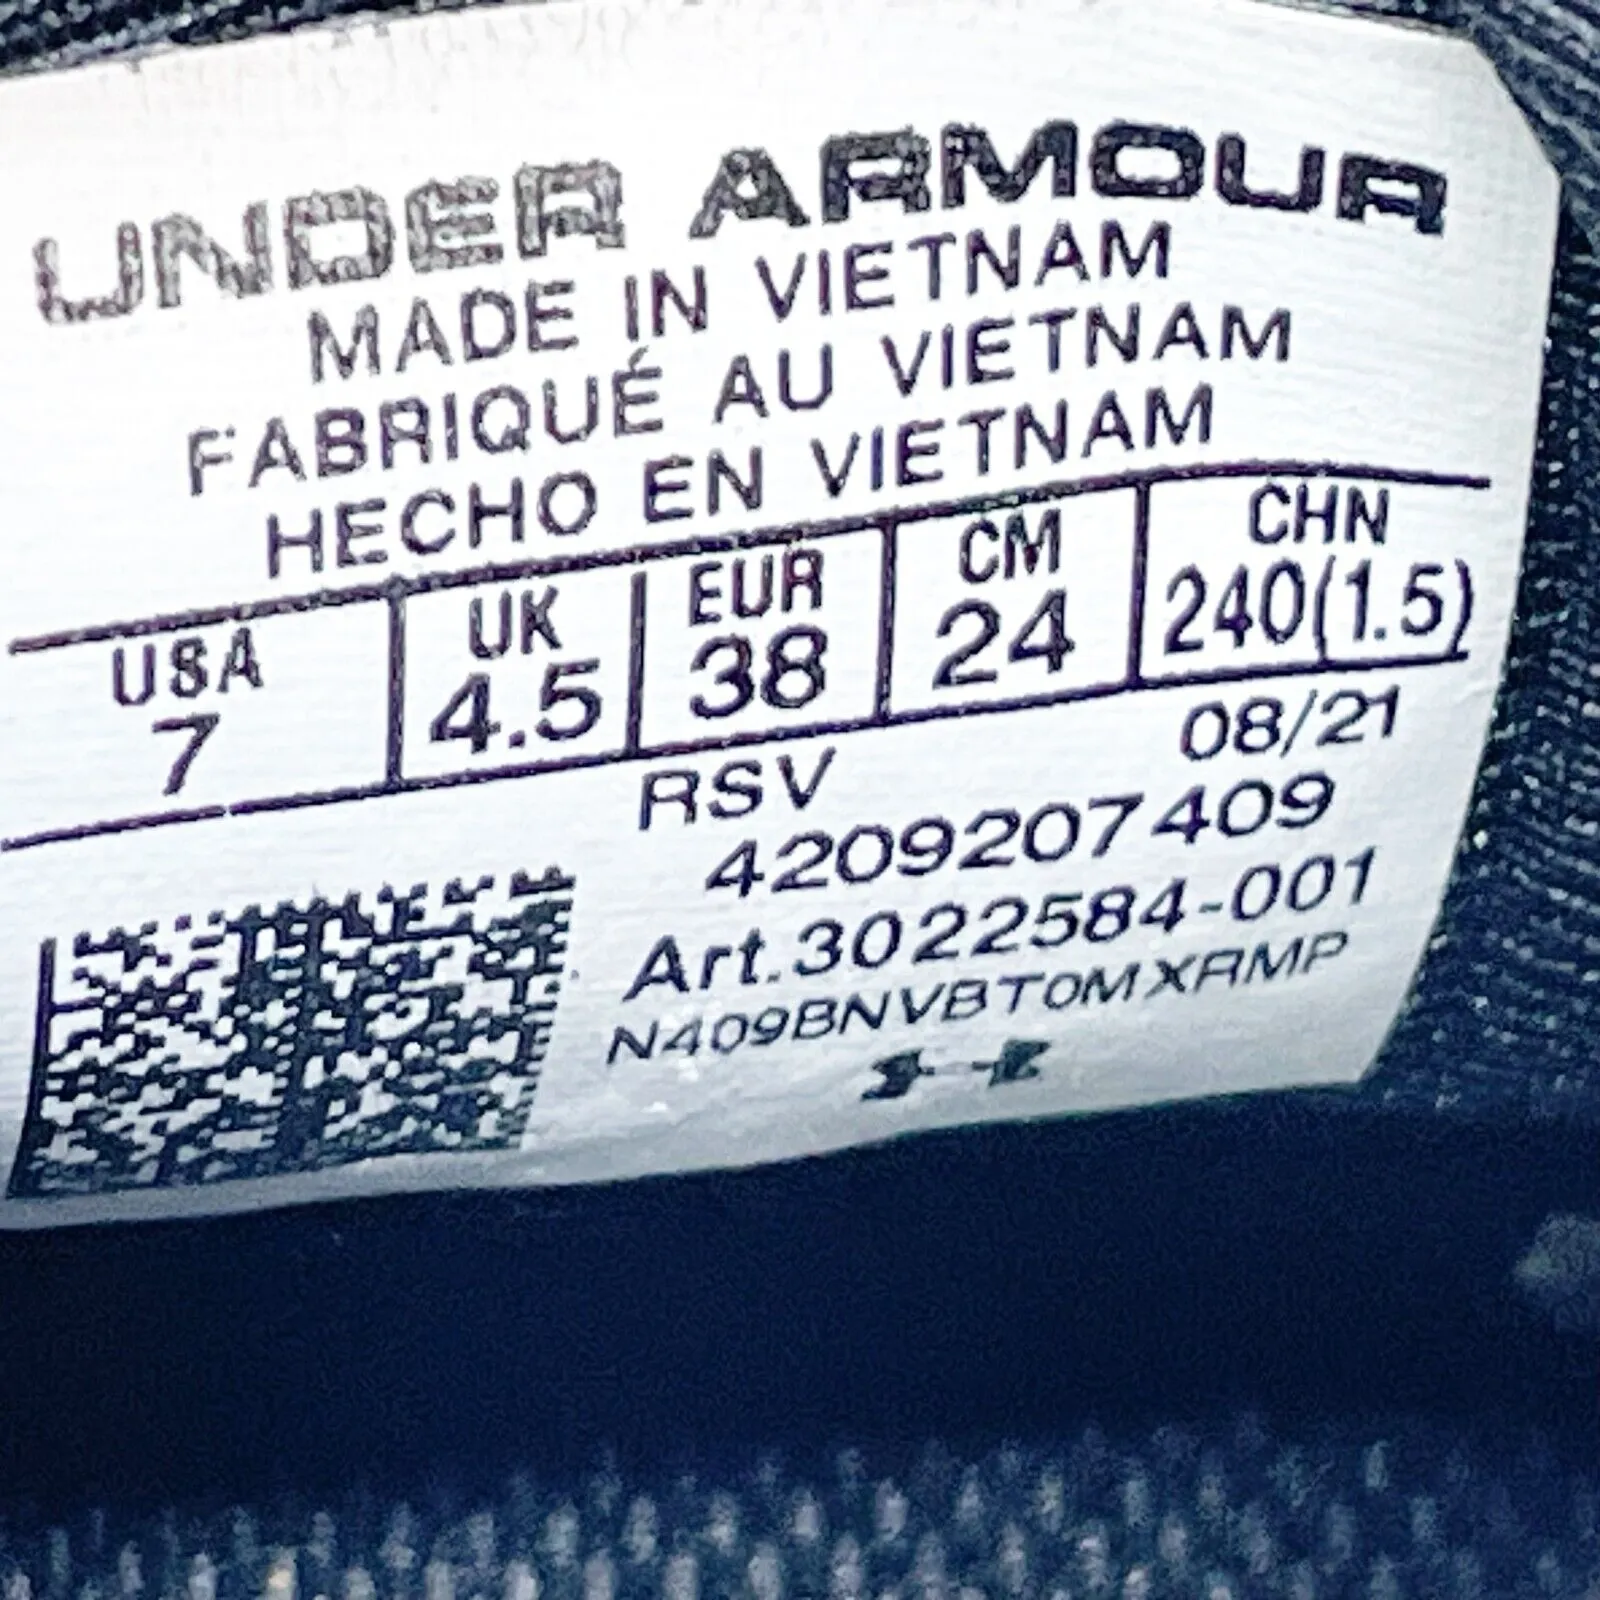 UNDER ARMOUR
MADE IN VIETNAM
FABRIQUÉ AU VIETNAM
HECHO EN VIETNAM
USA UK EUR CM CHN
7 4.5 38 24 240(1.5)
RSV 08/21
4209207409
Art.3022584-001
N409BNVBT0MXRMP